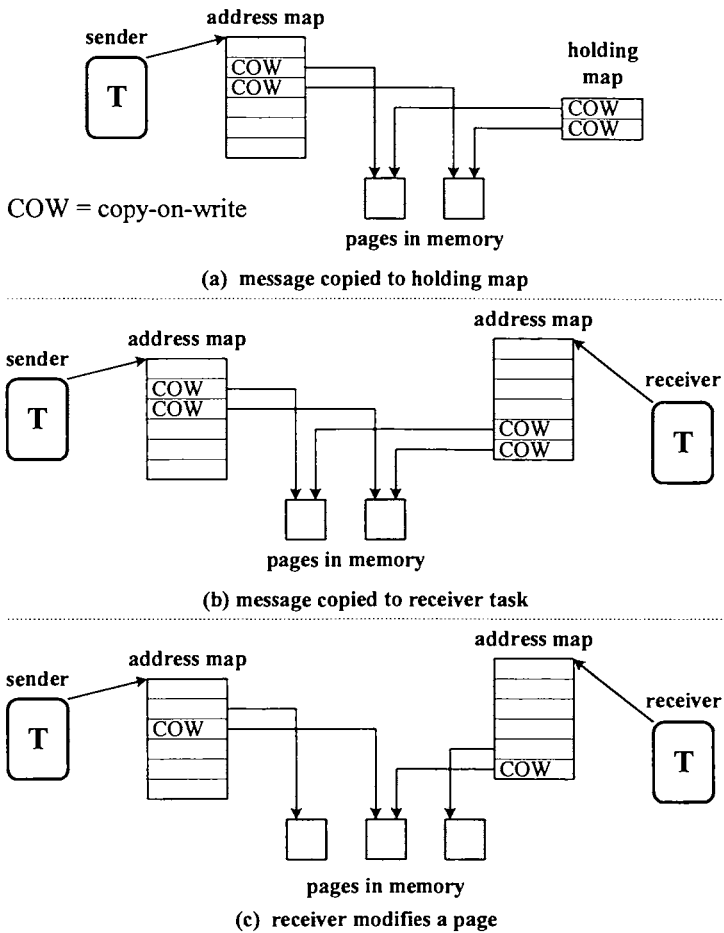 address map
sender
holding
map
T
COW
COW
COW
COW
COW = copy-on-write
pages in memory
(a) message copied to holding map
address map
address map
sender
receiver
T
COW
COW
COW
COW
T
pages in memory
(b) message copied to receiver task
address map
address map
sender
receiver
T
COW
COW
T
pages in memory
(c) receiver modifies a page